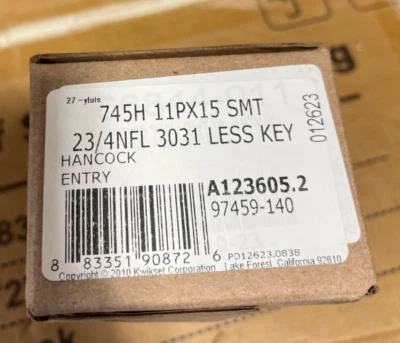 27 -yluis
745H 11PX15 SMT
23/4NFL 3031 LESS KEY
HANCOCK
ENTRY
012623
A123605.2
97459-140
8 83351 90872 6
PD12623.0838
Copyright © 2010 Kwikset Corporation Lake Forest, California 92610